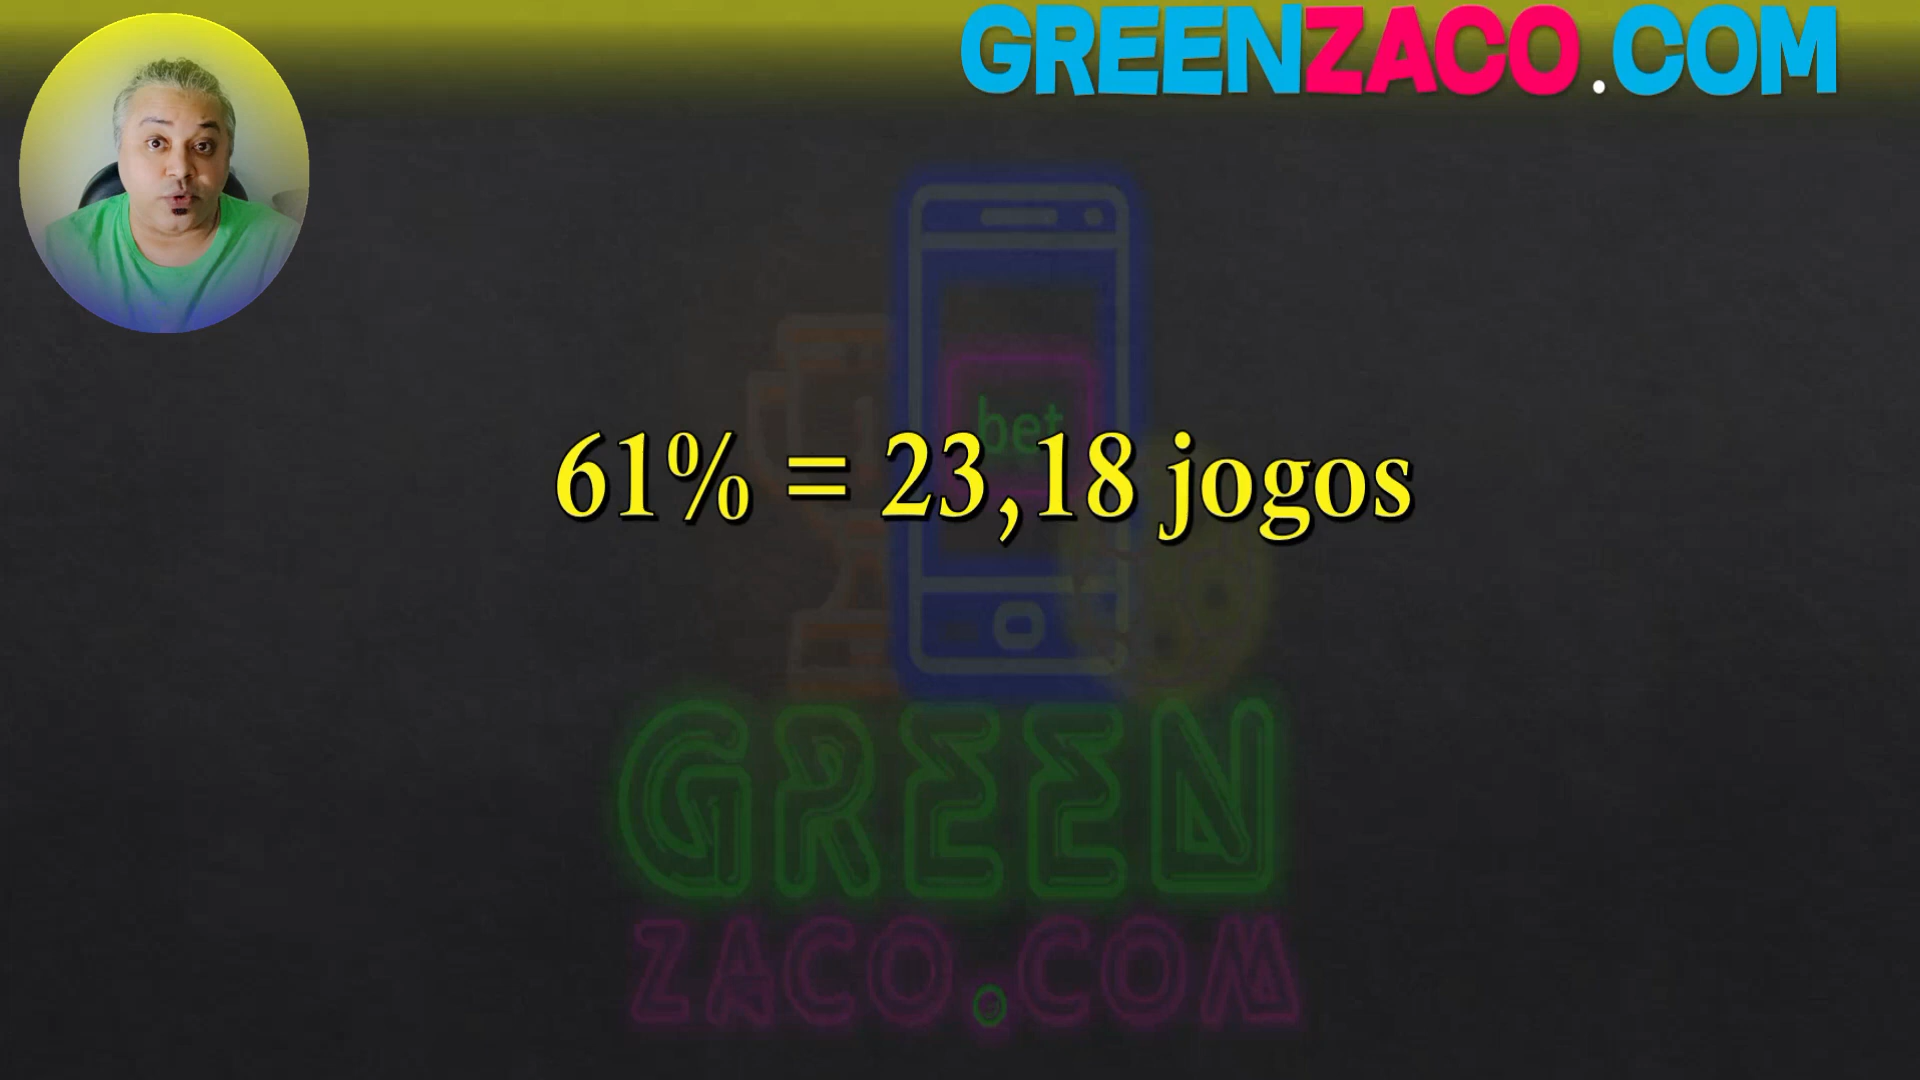 GREENZACO.COM
bet
61% = 23,18 jogos
GREEN
ZACO.COM